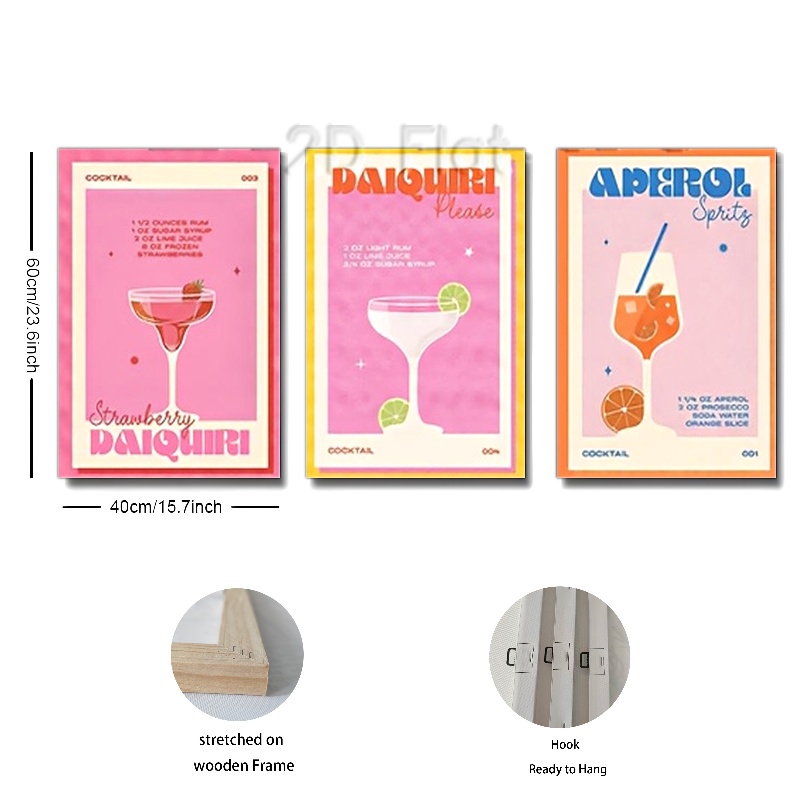 2D Flat
COCKTAIL 003
1 1/2 OUNCES RUM
1 OZ SUGAR SYRUP
2 OZ LIME JUICE
8 OZ FROZEN
STRAWBERRIES
Strawberry
DAIQUIRI
DAIQUIRI
Please
2 OZ LIGHT RUM
1 OZ LIME JUICE
3/4 OZ SUGAR SYRUP
COCKTAIL 004
APEROL
Spritz
1 1/4 OZ APEROL
2 OZ PROSECCO
SODA WATER
ORANGE SLICE
COCKTAIL 001
60cm/23.6inch
40cm/15.7inch
stretched on
wooden Frame
Hook
Ready to Hang